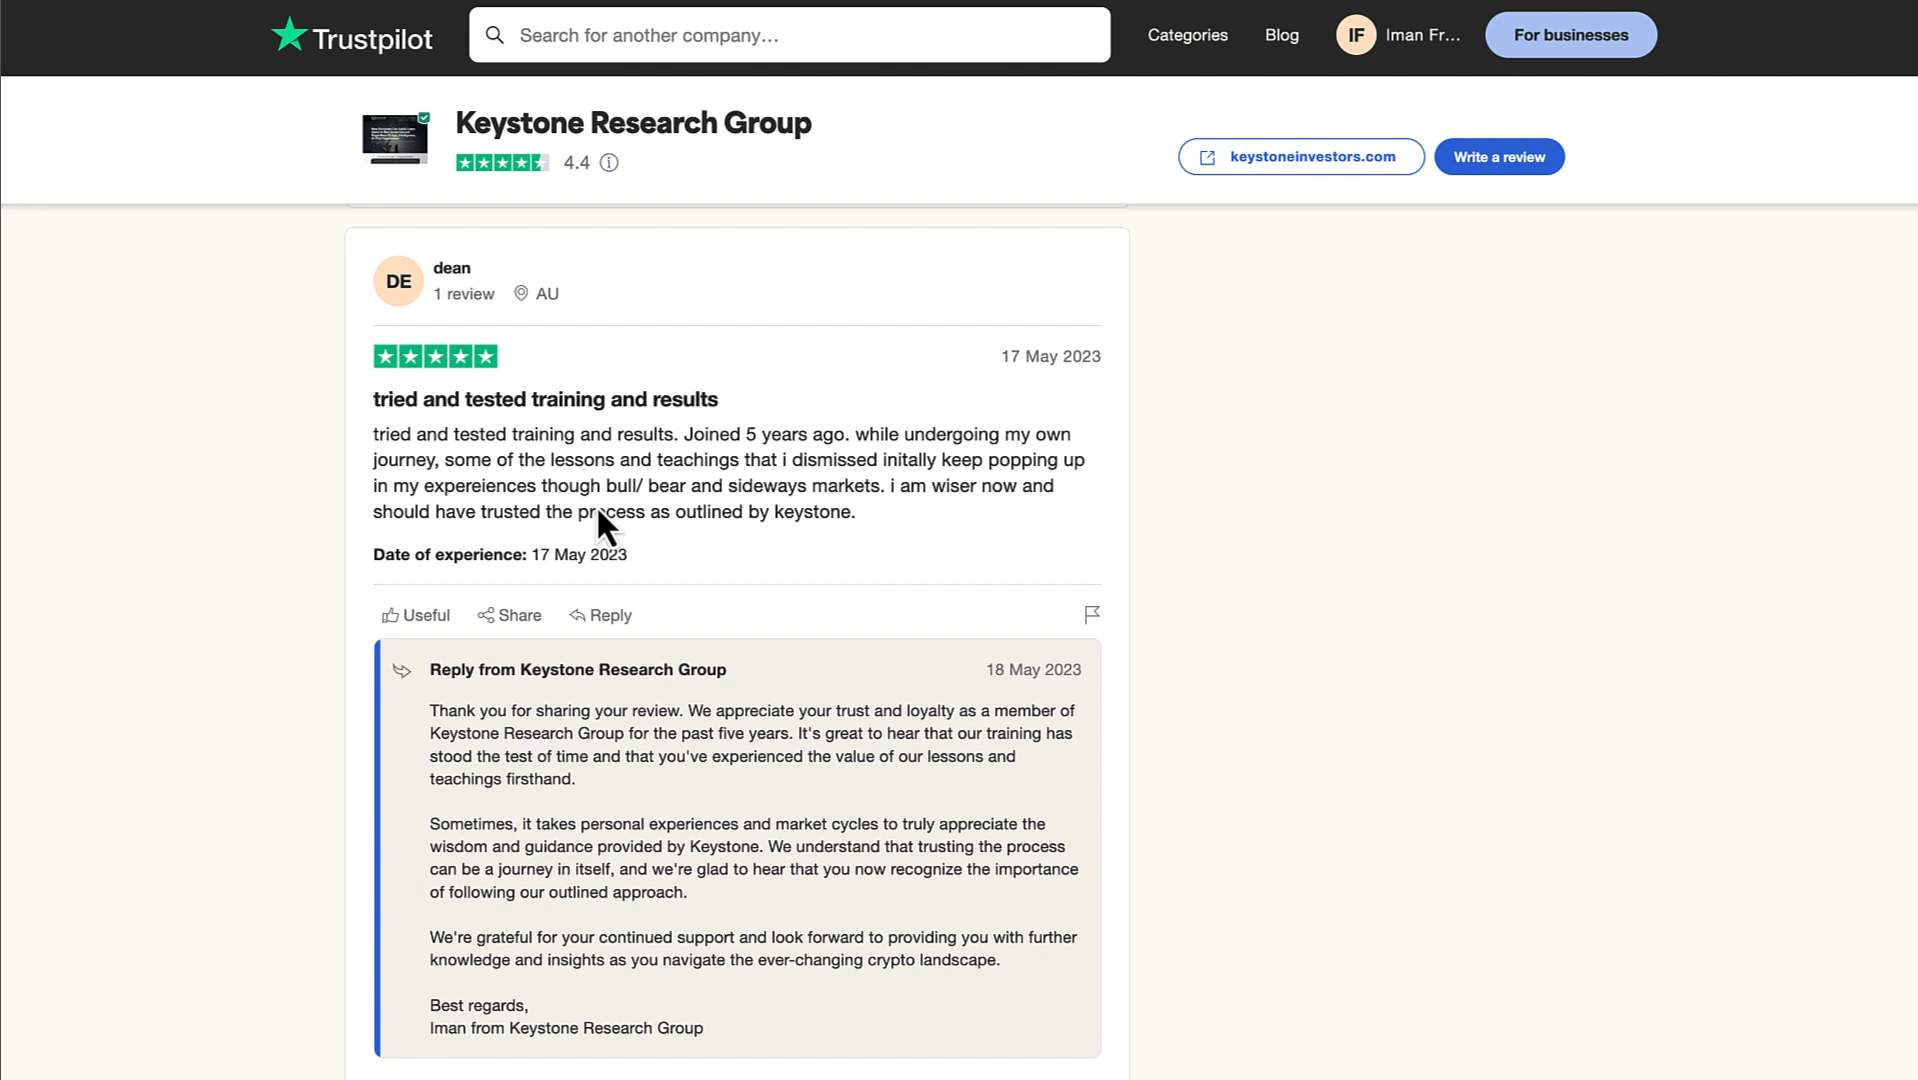 Trustpilot
Search for another company...
Categories
Blog
IF
Iman Fr...
For businesses
Keystone Research Group
4.4
keystoneinvestors.com
Write a review
DE
dean
1 review
AU
17 May 2023
tried and tested training and results
tried and tested training and results. Joined 5 years ago. while undergoing my own
journey, some of the lessons and teachings that i dismissed initally keep popping up
in my expereiences though bull/ bear and sideways markets. i am wiser now and
should have trusted the process as outlined by keystone.
Date of experience: 17 May 2023
Useful
Share
Reply
Reply from Keystone Research Group
18 May 2023
Thank you for sharing your review. We appreciate your trust and loyalty as a member of
Keystone Research Group for the past five years. It's great to hear that our training has
stood the test of time and that you've experienced the value of our lessons and
teachings firsthand.
Sometimes, it takes personal experiences and market cycles to truly appreciate the
wisdom and guidance provided by Keystone. We understand that trusting the process
can be a journey in itself, and we're glad to hear that you now recognize the importance
of following our outlined approach.
We're grateful for your continued support and look forward to providing you with further
knowledge and insights as you navigate the ever-changing crypto landscape.
Best regards,
Iman from Keystone Research Group